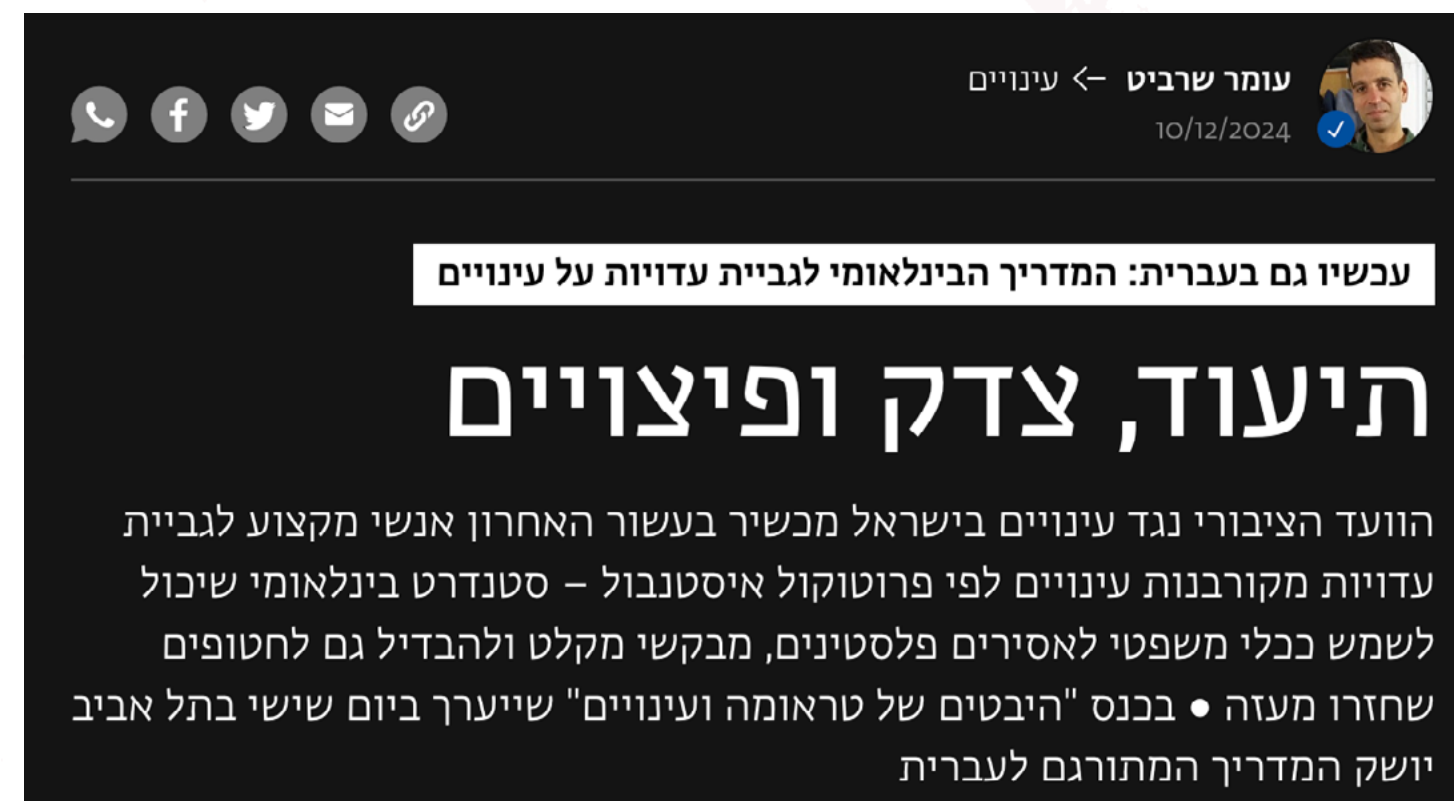 עומר שרביט -> עינויים
10/12/2024
עכשיו גם בעברית: המדריך הבינלאומי לגביית עדויות על עינויים
תיעוד, צדק ופיצויים
הוועד הציבורי נגד עינויים בישראל מכשיר בעשור האחרון אנשי מקצוע לגביית
עדויות מקורבנות עינויים לפי פרוטוקול איסטנבול – סטנדרט בינלאומי שיכול
לשמש ככלי משפטי לאסירים פלסטינים, מבקשי מקלט ולהבדיל גם לחטופים
שחזרו מעזה ● בכנס "היבטים של טראומה ועינויים" שייערך ביום שישי בתל אביב
יושק המדריך המתורגם לעברית